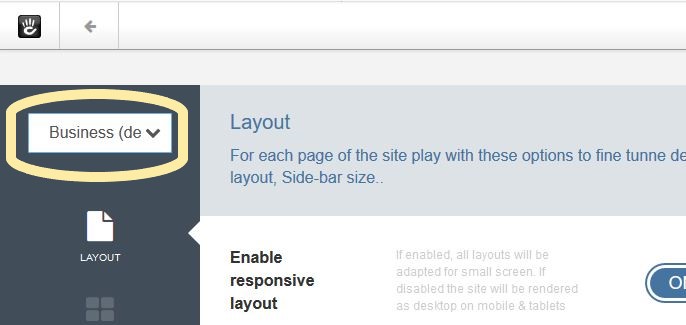 Business (de
Layout
For each page of the site play with these options to fine tunne de
layout, Side-bar size..
LAYOUT
Enable
responsive
layout
If enabled, all layouts will be
adapted for small screen. If
disabled the site will be rendered
as desktop on mobile & tablets